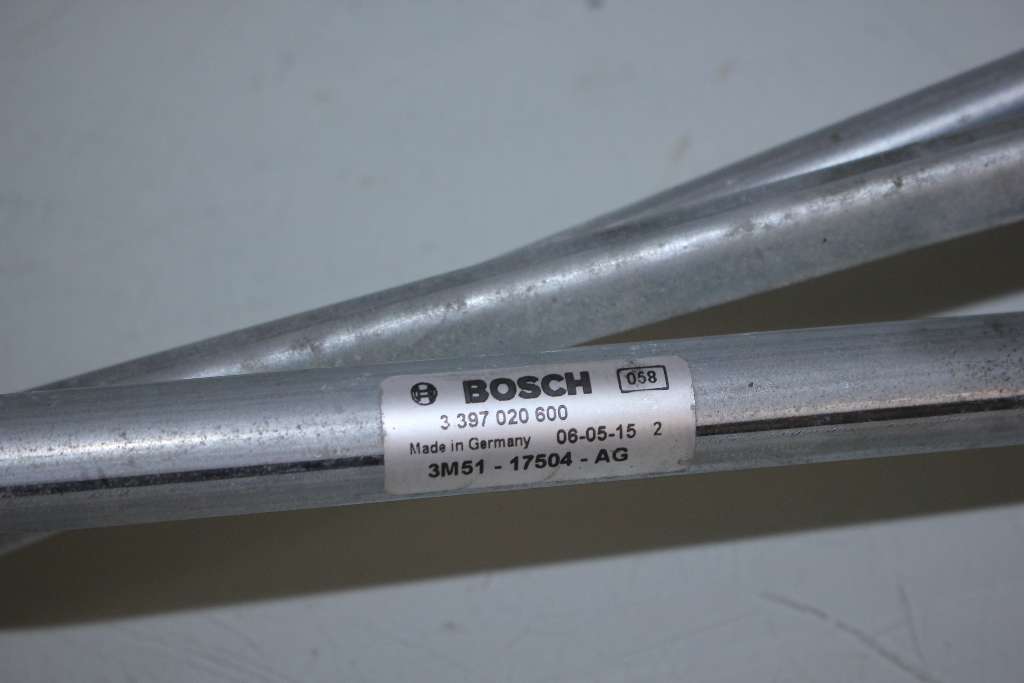 BOSCH 058
3 397 020 600
Made in Germany 06-05-15 2
3M51 - 17504 - AG